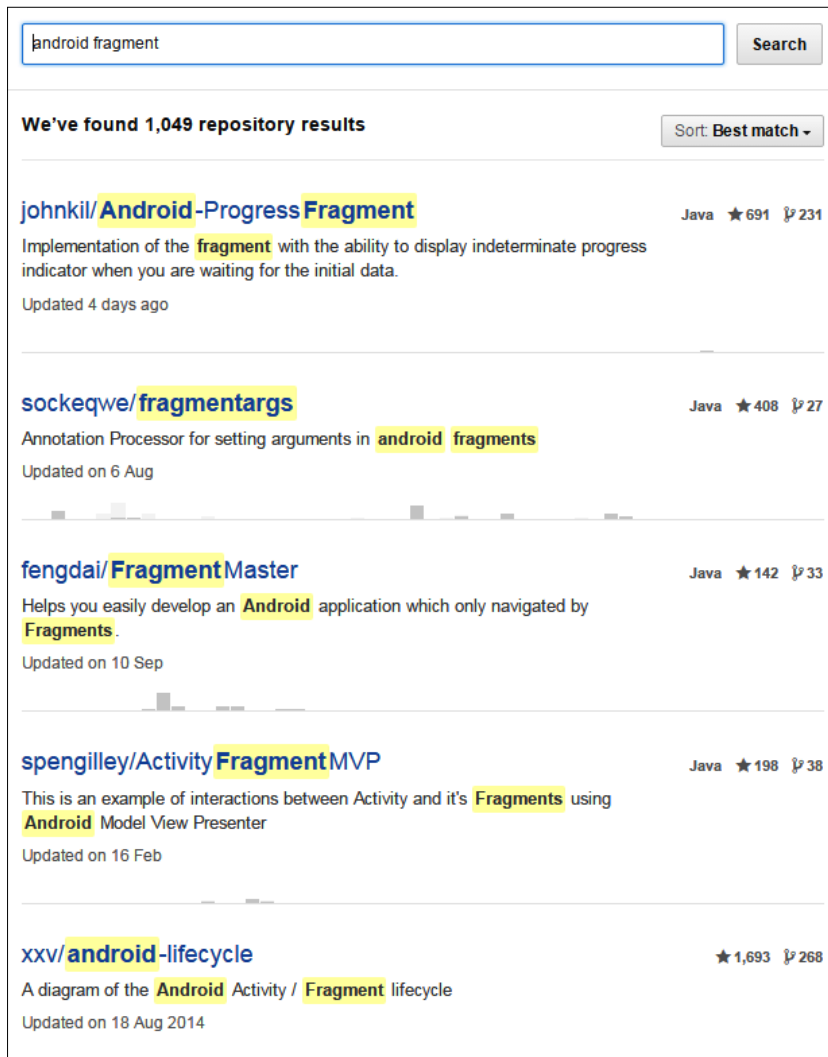 android fragment
Search
We've found 1,049 repository results
Sort: Best match
johnkil/Android-ProgressFragment
Java 691 231
Implementation of the fragment with the ability to display indeterminate progress
indicator when you are waiting for the initial data.
Updated 4 days ago
sockeqwe/fragmentargs
Java 408 27
Annotation Processor for setting arguments in android fragments
Updated on 6 Aug
fengdai/FragmentMaster
Java 142 33
Helps you easily develop an Android application which only navigated by
Fragments.
Updated on 10 Sep
spengilley/ActivityFragmentMVP
Java 198 38
This is an example of interactions between Activity and it's Fragments using
Android Model View Presenter
Updated on 16 Feb
xxv/android-lifecycle
1,693 268
A diagram of the Android Activity / Fragment lifecycle
Updated on 18 Aug 2014